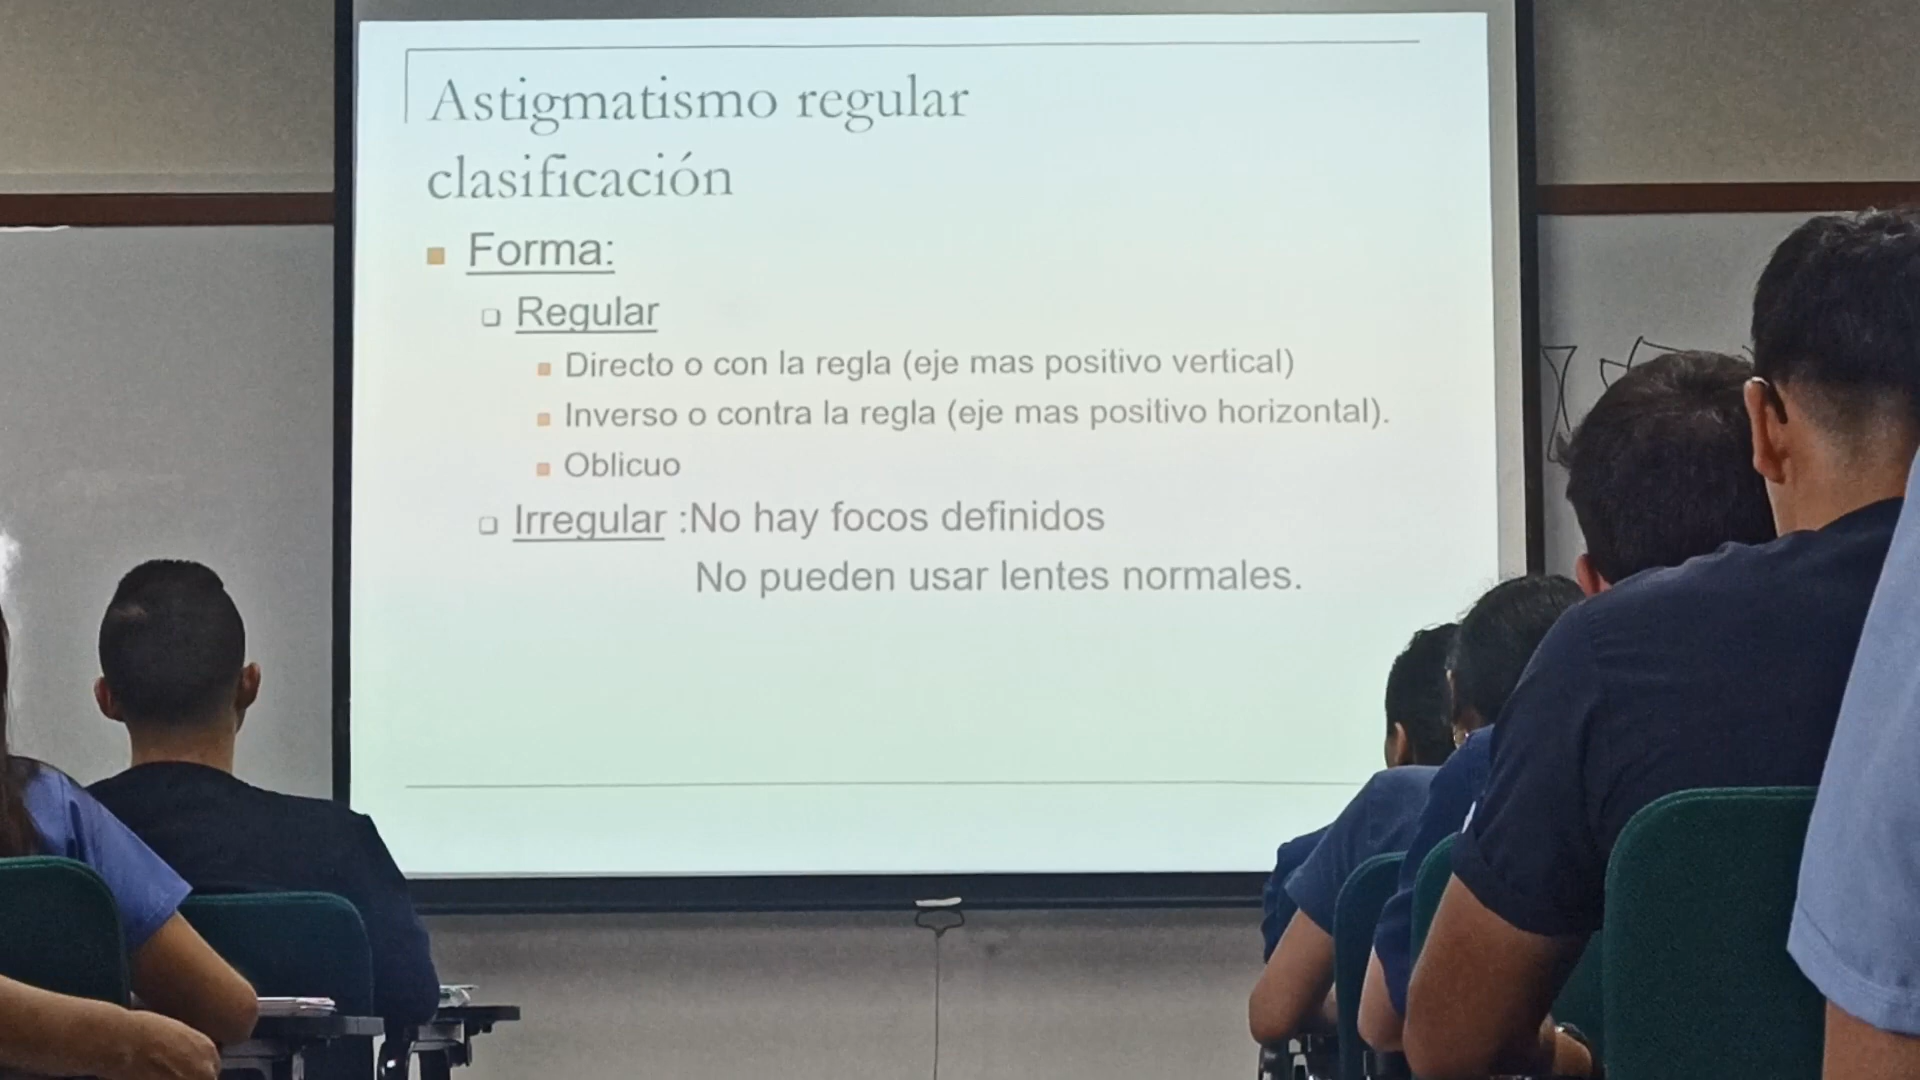 Astigmatismo regular
clasificación
Forma:
Regular
Directo o con la regla (eje mas positivo vertical)
Inverso o contra la regla (eje mas positivo horizontal).
Oblicuo
Irregular :No hay focos definidos
No pueden usar lentes normales.